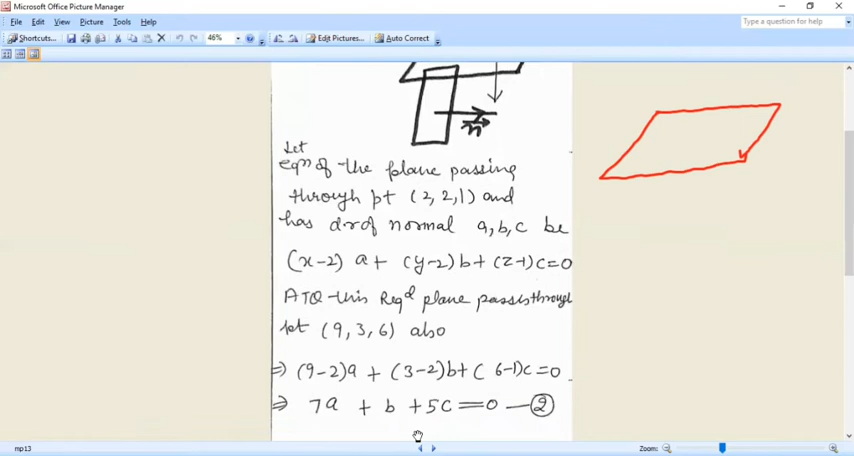 Microsoft Office Picture Manager
File Edit View Picture Tools Help
Type a question for help
Shortcuts... 46% Edit Pictures... Auto Correct
n
Let
eqn of the plane passing
through pt (2, 2, 1) and
has d.r of normal a, b, c be
(x-2) a + (y-2) b + (z-1) c = 0
ATQ this Reqd plane passes through
pt (9, 3, 6) also
⇒ (9-2)a + (3-2)b + ( 6-1)c = 0
⇒ 7a + b + 5c = 0 — ②
mp13
Zoom: